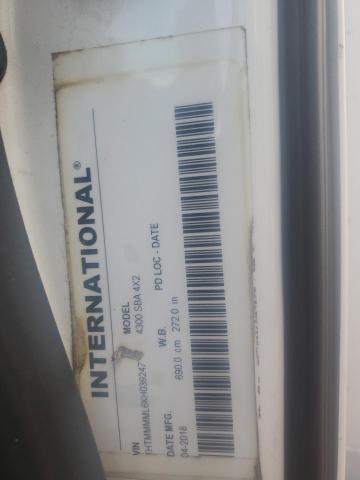 INTERNATIONAL®
VIN MODEL
1HTMMMML6KH039247 4300 SBA 4X2
DATE MFG. W.B. PD LOC - DATE
04-2018 690.0 cm 272.0 in